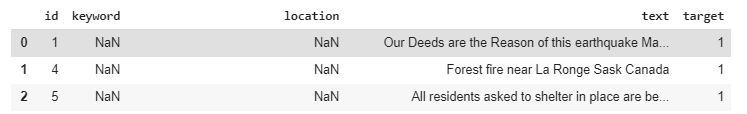 id keyword location text target
0 1 NaN NaN Our Deeds are the Reason of this earthquake Ma... 1
1 4 NaN NaN Forest fire near La Ronge Sask Canada 1
2 5 NaN NaN All residents asked to shelter in place are be... 1